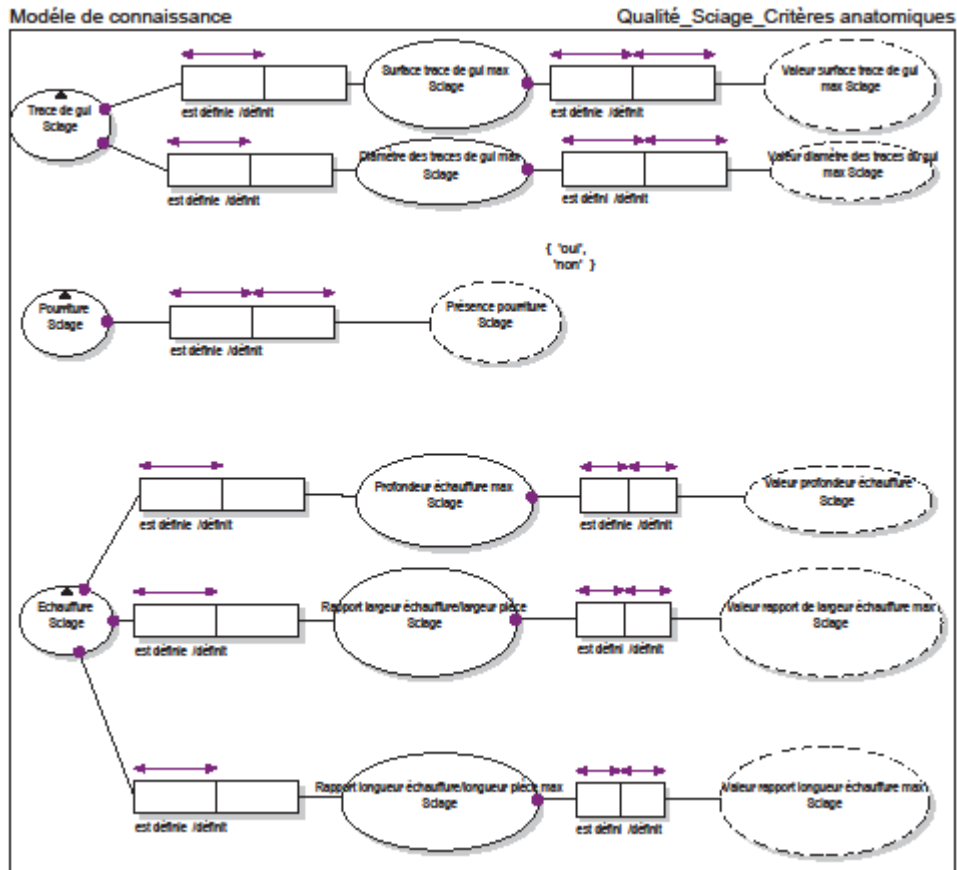 Modéle de connaissance
Qualité_Sciage_Critères anatomiques
Trace de gui
Sciage
est définie /définit
Surface trace de gui max
Sciage
est définie /définit
Valeur surface trace de gui
max Sciage
est définie /définit
Diamètre des traces de gui max
Sciage
est défini /définit
Valeur diamètre des traces du gui
max Sciage
{ 'oui',
'non' }
Pourriture
Sciage
est définie /définit
Présence pourriture
Sciage
est définie /définit
Profondeur échauffure max
Sciage
est définie /définit
Valeur profondeur échauffure
Sciage
Echauffure
Sciage
est définie /définit
Rapport largeur échauffure/largeur pièce
Sciage
est défini /définit
Valeur rapport de largeur échauffure max
Sciage
est définie /définit
Rapport longueur échauffure/longueur pièce max
Sciage
est défini /définit
Valeur rapport longueur échauffure max
Sciage